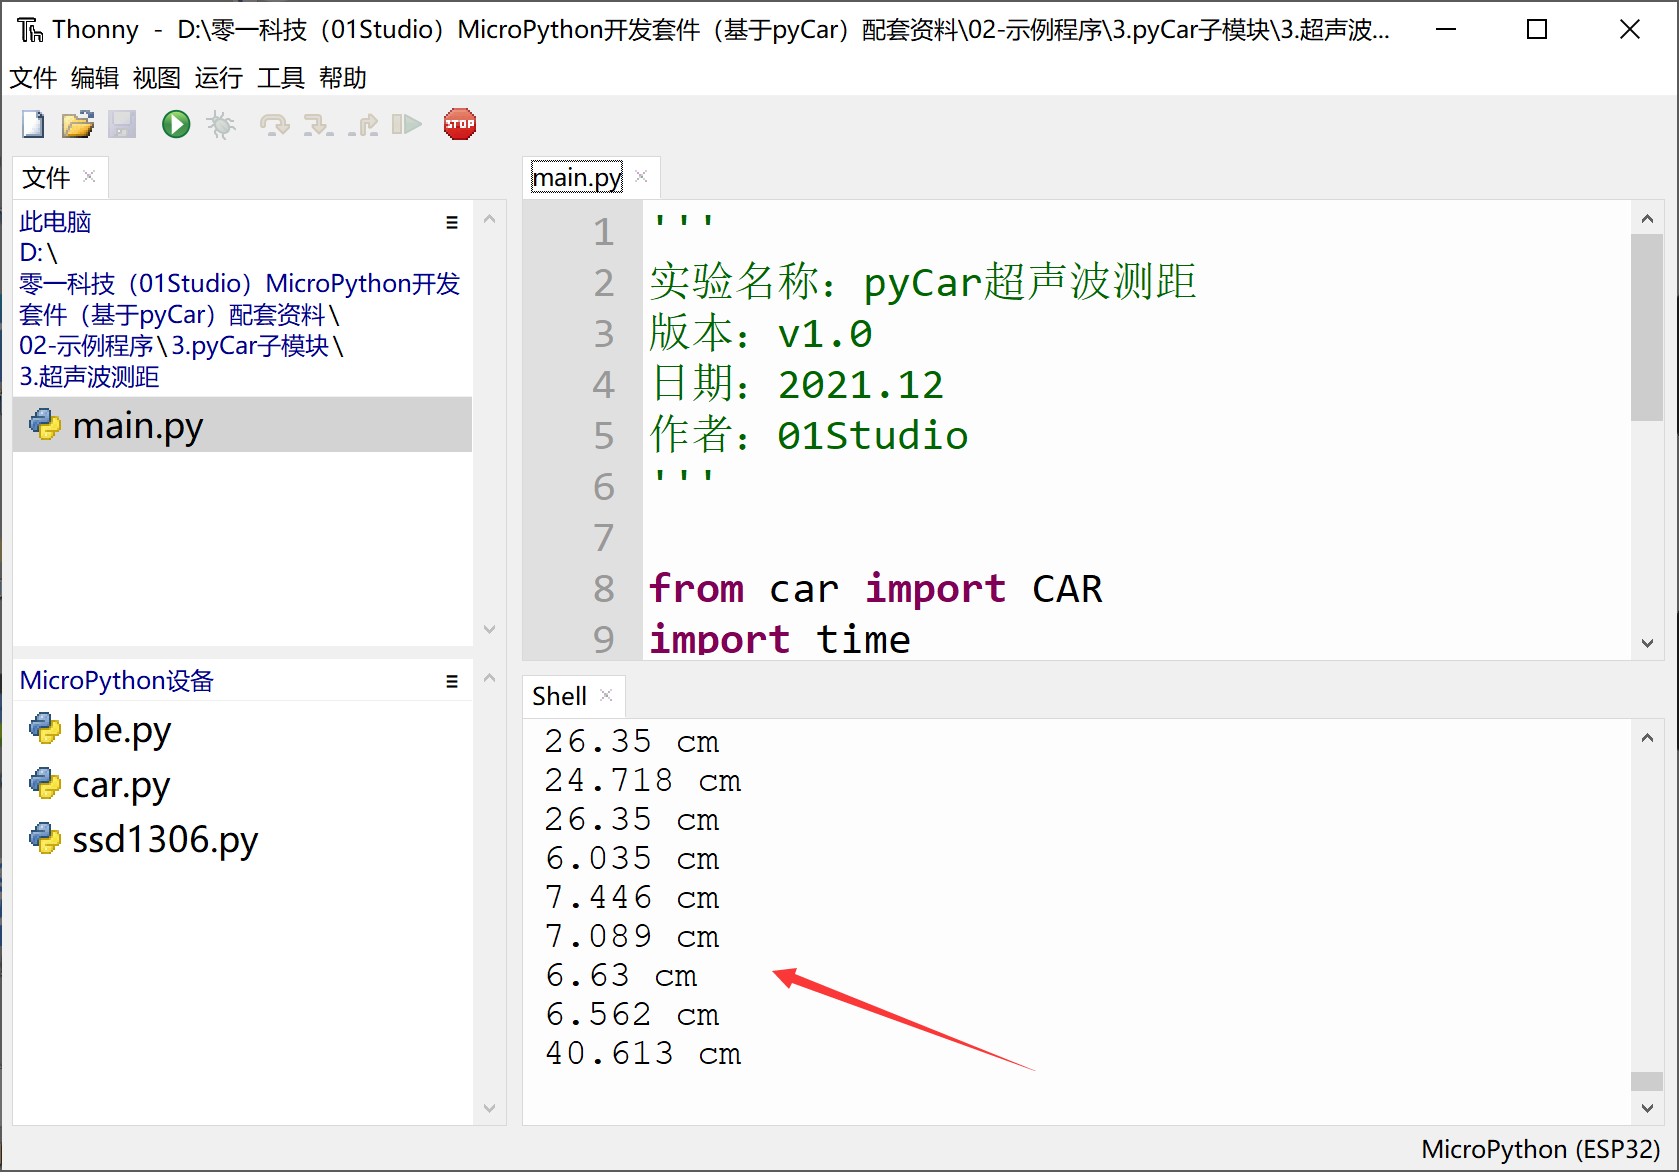 Thonny - D:\零一科技（01Studio）MicroPython开发套件（基于pyCar）配套资料\02-示例程序\3.pyCar子模块\3.超声波...
文件 编辑 视图 运行 工具 帮助
STOP
文件
此电脑
D:\
零一科技（01Studio）MicroPython开发
套件（基于pyCar）配套资料\
02-示例程序\3.pyCar子模块\
3.超声波测距
main.py
MicroPython设备
ble.py
car.py
ssd1306.py
main.py
1 '''
2 实验名称：pyCar超声波测距
3 版本：v1.0
4 日期：2021.12
5 作者：01Studio
6 '''
7
8 from car import CAR
9 import time
Shell
26.35 cm
24.718 cm
26.35 cm
6.035 cm
7.446 cm
7.089 cm
6.63 cm
6.562 cm
40.613 cm
MicroPython (ESP32)